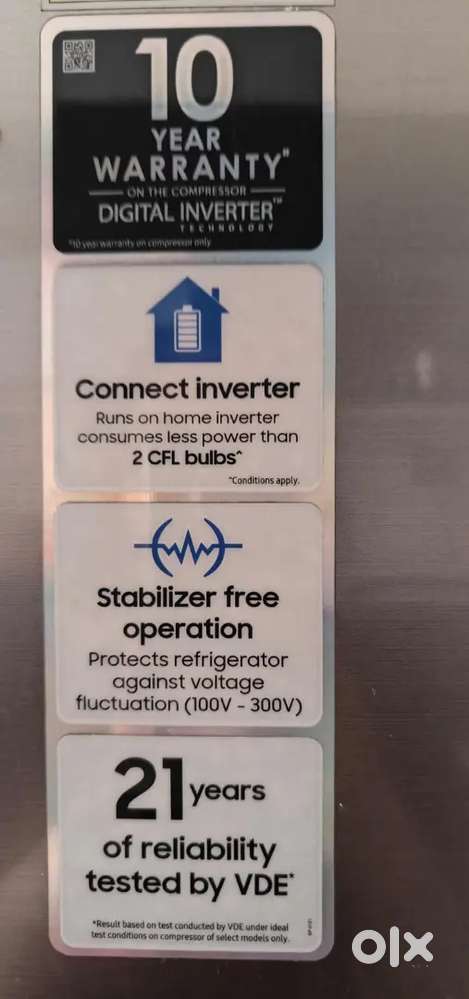 10
YEAR
WARRANTY*
ON THE COMPRESSOR
DIGITAL INVERTER™
TECHNOLOGY
*10 year warranty on compressor only
Connect inverter
Runs on home inverter
consumes less power than
2 CFL bulbs^
^Conditions apply.
Stabilizer free
operation
Protects refrigerator
against voltage
fluctuation (100V - 300V)
21 years
of reliability
tested by VDE*
*Result based on test conducted by VDE under ideal
test conditions on compressor of select models only.
olx